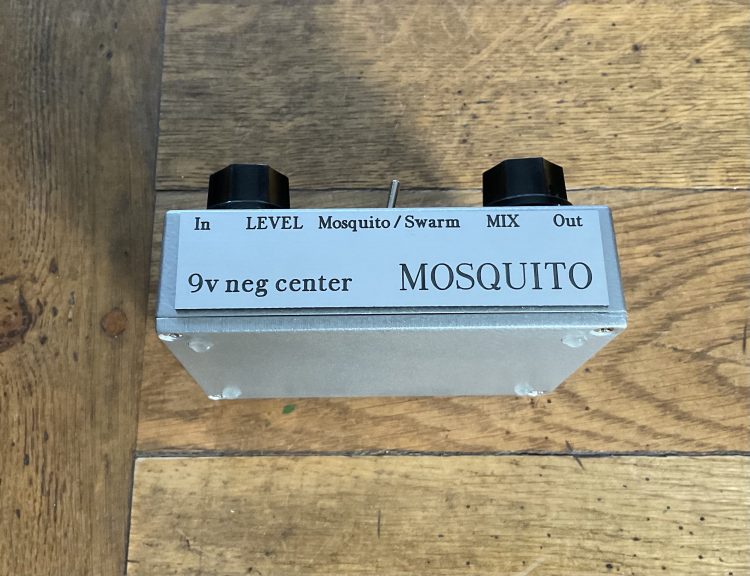 In LEVEL Mosquito / Swarm MIX Out
9v neg center MOSQUITO